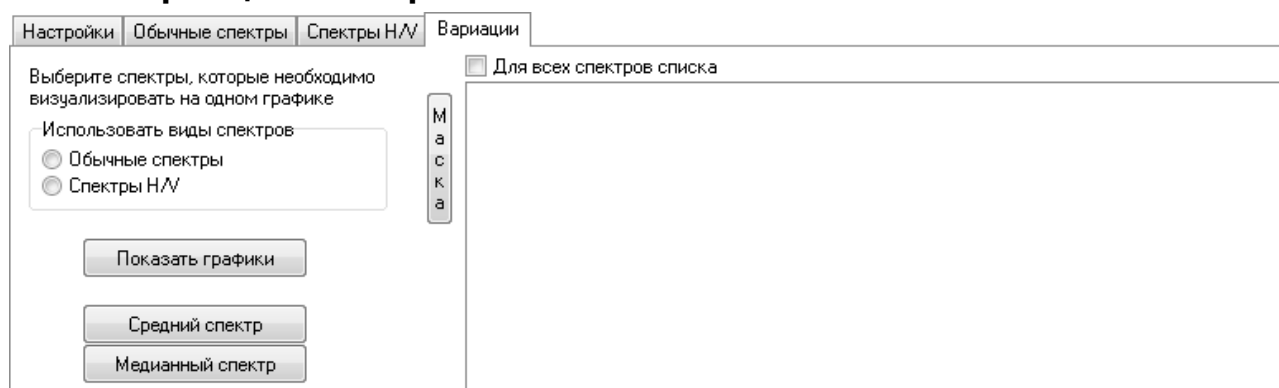 Настройки Обычные спектры Спектры H/V Вариации
Для всех спектров списка
Выберите спектры, которые необходимо
визуализировать на одном графике
Использовать виды спектров
Обычные спектры
Спектры H/V
Маска
Показать графики
Средний спектр
Медианный спектр